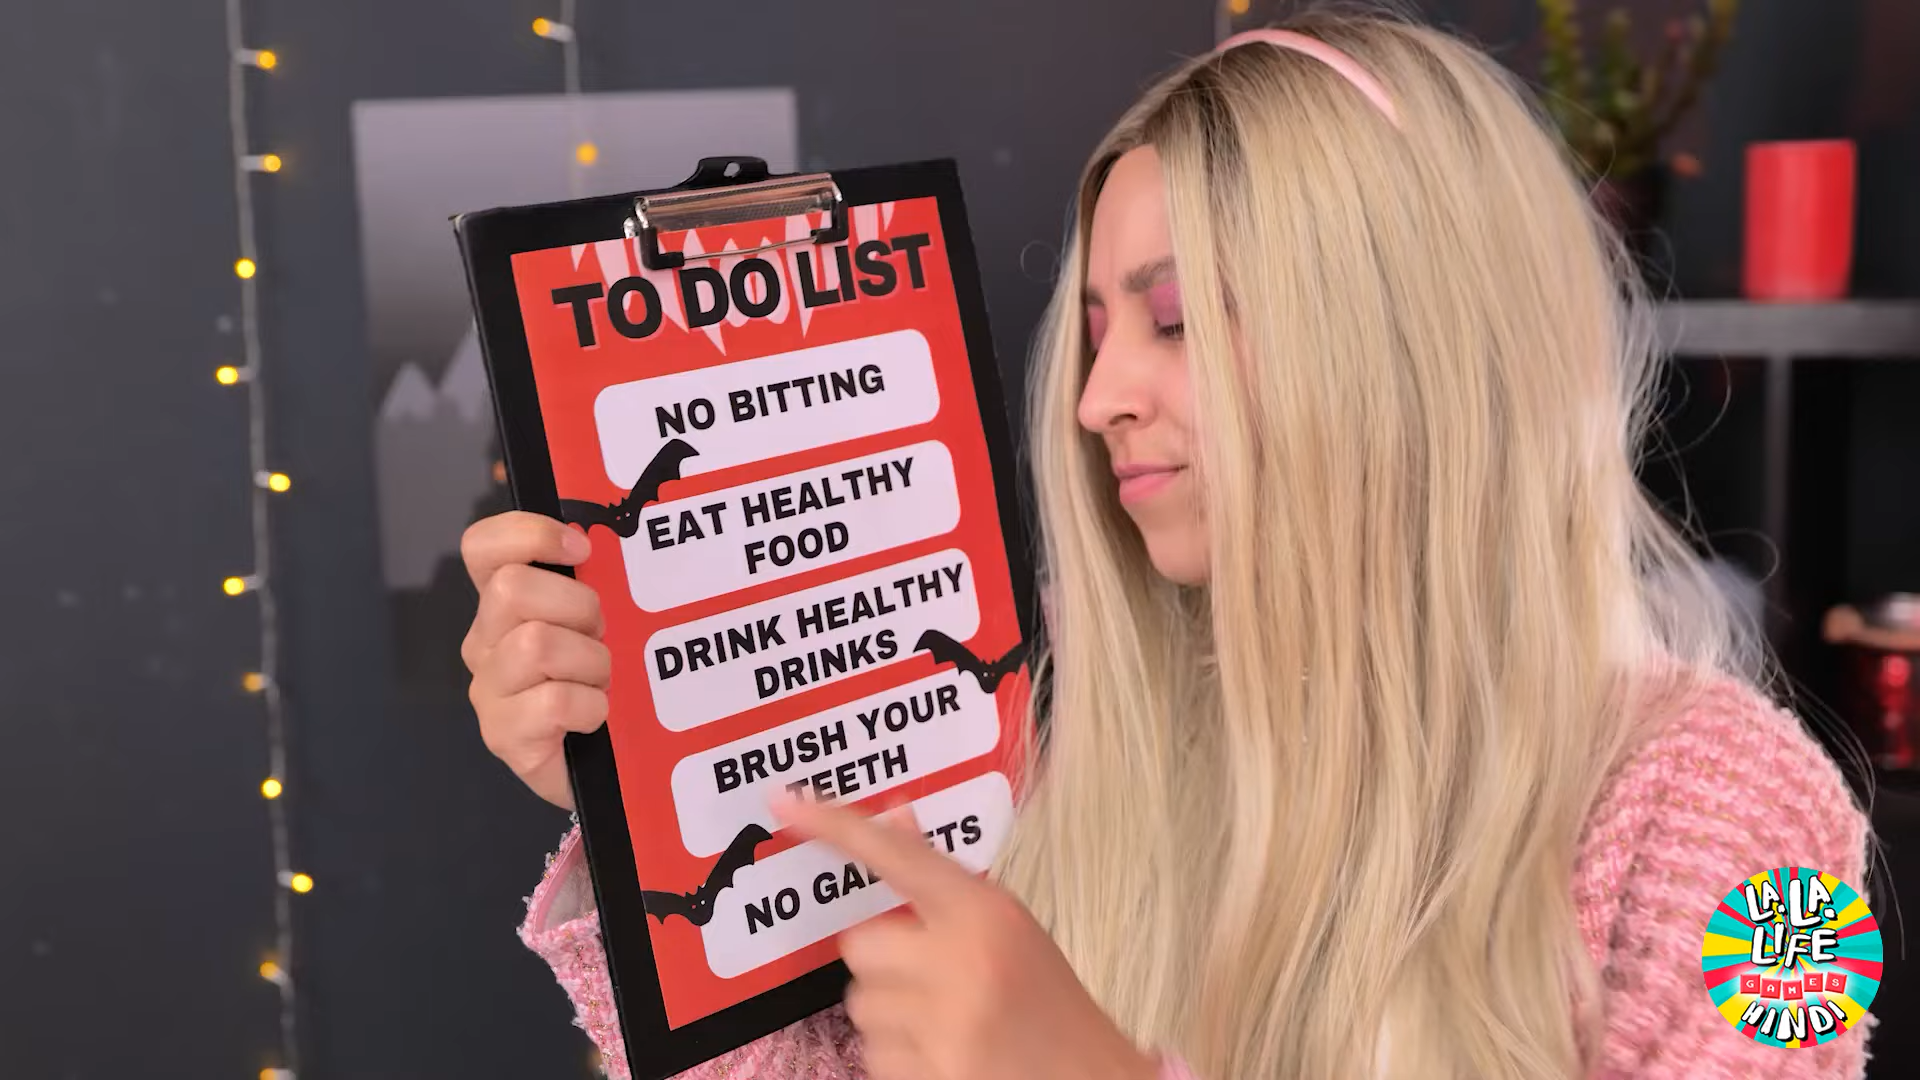 TO DO LIST
NO BITTING
EAT HEALTHY
FOOD
DRINK HEALTHY
DRINKS
BRUSH YOUR
TEETH
NO
LA.LA.
LIFE
GAMES
HINDI